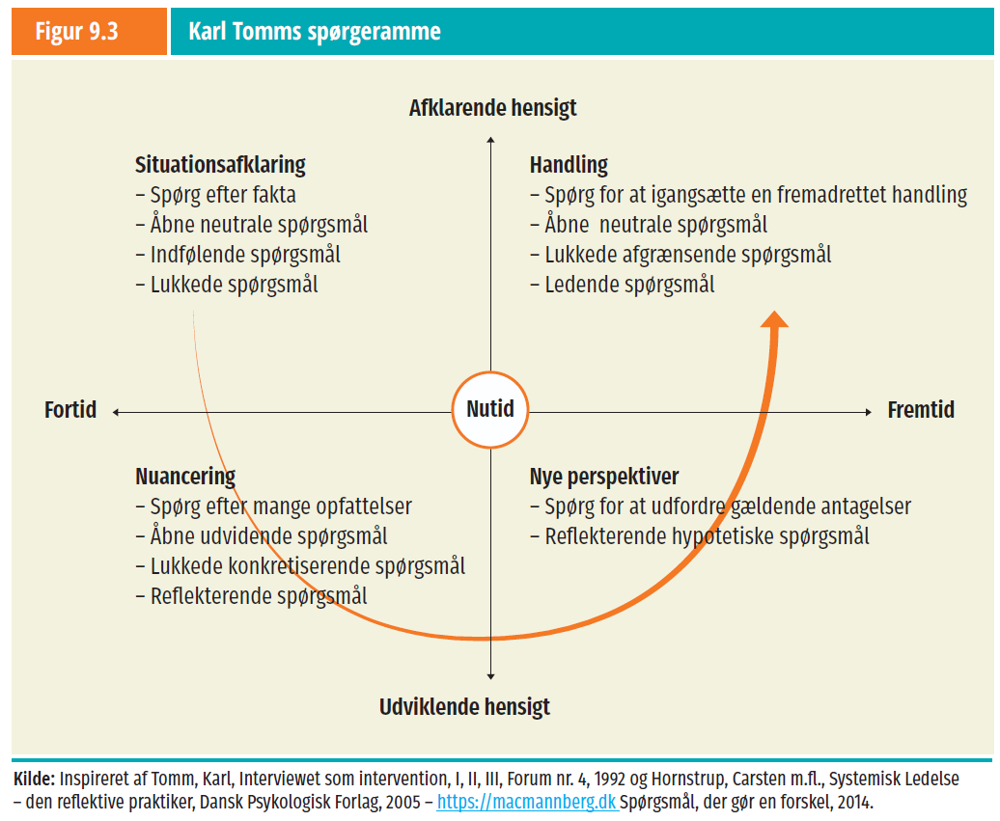 Figur 9.3
Karl Tomms spørgeramme
Afklarende hensigt
Situationsafklaring
– Spørg efter fakta
– Åbne neutrale spørgsmål
– Indfølende spørgsmål
– Lukkede spørgsmål
Handling
– Spørg for at igangsætte en fremadrettet handling
– Åbne  neutrale spørgsmål
– Lukkede afgrænsende spørgsmål
– Ledende spørgsmål
Fortid
Nutid
Fremtid
Nuancering
– Spørg efter mange opfattelser
– Åbne udvidende spørgsmål
– Lukkede konkretiserende spørgsmål
– Reflekterende spørgsmål
Nye perspektiver
– Spørg for at udfordre gældende antagelser
– Reflekterende hypotetiske spørgsmål
Udviklende hensigt
Kilde: Inspireret af Tomm, Karl, Interviewet som intervention, I, II, III, Forum nr. 4, 1992 og Hornstrup, Carsten m.fl., Systemisk Ledelse
– den reflektive praktiker, Dansk Psykologisk Forlag, 2005 – https://macmannberg.dk Spørgsmål, der gør en forskel, 2014.